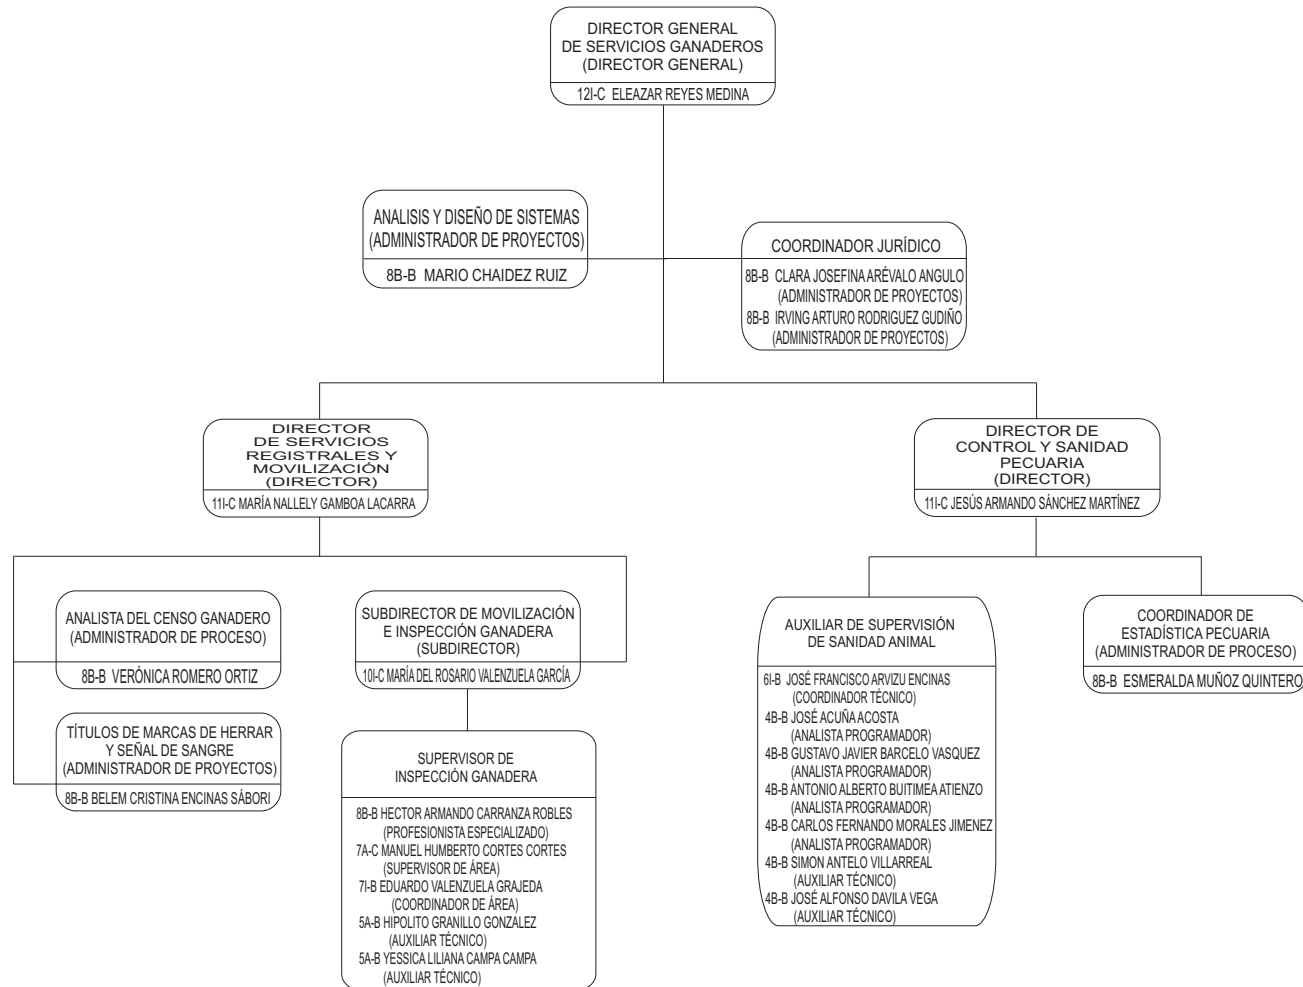 DIRECTOR GENERAL
DE SERVICIOS GANADEROS
(DIRECTOR GENERAL)
12I-C ELEAZAR REYES MEDINA
ANALISIS Y DISEÑO DE SISTEMAS
(ADMINISTRADOR DE PROYECTOS)
8B-B MARIO CHAIDEZ RUIZ
COORDINADOR JURÍDICO
8B-B CLARA JOSEFINA ARÉVALO ANGULO
(ADMINISTRADOR DE PROYECTOS)
8B-B IRVING ARTURO RODRIGUEZ GUDIÑO
(ADMINISTRADOR DE PROYECTOS)
DIRECTOR
DE SERVICIOS
REGISTRALES Y
MOVILIZACIÓN
(DIRECTOR)
11I-C MARÍA NALLELY GAMBOA LACARRA
DIRECTOR DE
CONTROL Y SANIDAD
PECUARIA
(DIRECTOR)
11I-C JESÚS ARMANDO SÁNCHEZ MARTÍNEZ
ANALISTA DEL CENSO GANADERO
(ADMINISTRADOR DE PROCESO)
8B-B VERÓNICA ROMERO ORTIZ
TÍTULOS DE MARCAS DE HERRAR
Y SEÑAL DE SANGRE
(ADMINISTRADOR DE PROYECTOS)
8B-B BELEM CRISTINA ENCINAS SÁBORI
SUBDIRECTOR DE MOVILIZACIÓN
E INSPECCIÓN GANADERA
(SUBDIRECTOR)
10I-C MARÍA DEL ROSARIO VALENZUELA GARCÍA
SUPERVISOR DE
INSPECCIÓN GANADERA
8B-B HECTOR ARMANDO CARRANZA ROBLES
(PROFESIONISTA ESPECIALIZADO)
7A-C MANUEL HUMBERTO CORTES CORTES
(SUPERVISOR DE ÁREA)
7I-B EDUARDO VALENZUELA GRAJEDA
(COORDINADOR DE ÁREA)
5A-B HIPOLITO GRANILLO GONZALEZ
(AUXILIAR TÉCNICO)
5A-B YESSICA LILIANA CAMPA CAMPA
(AUXILIAR TÉCNICO)
AUXILIAR DE SUPERVISIÓN
DE SANIDAD ANIMAL
6I-B JOSÉ FRANCISCO ARVIZU ENCINAS
(COORDINADOR TÉCNICO)
4B-B JOSÉ ACUÑA ACOSTA
(ANALISTA PROGRAMADOR)
4B-B GUSTAVO JAVIER BARCELO VASQUEZ
(ANALISTA PROGRAMADOR)
4B-B ANTONIO ALBERTO BUITIMEA ATIENZO
(ANALISTA PROGRAMADOR)
4B-B CARLOS FERNANDO MORALES JIMENEZ
(ANALISTA PROGRAMADOR)
4B-B SIMON ANTELO VILLARREAL
(AUXILIAR TÉCNICO)
4B-B JOSÉ ALFONSO DAVILA VEGA
(AUXILIAR TÉCNICO)
COORDINADOR DE
ESTADÍSTICA PECUARIA
(ADMINISTRADOR DE PROCESO)
8B-B ESMERALDA MUÑOZ QUINTERO